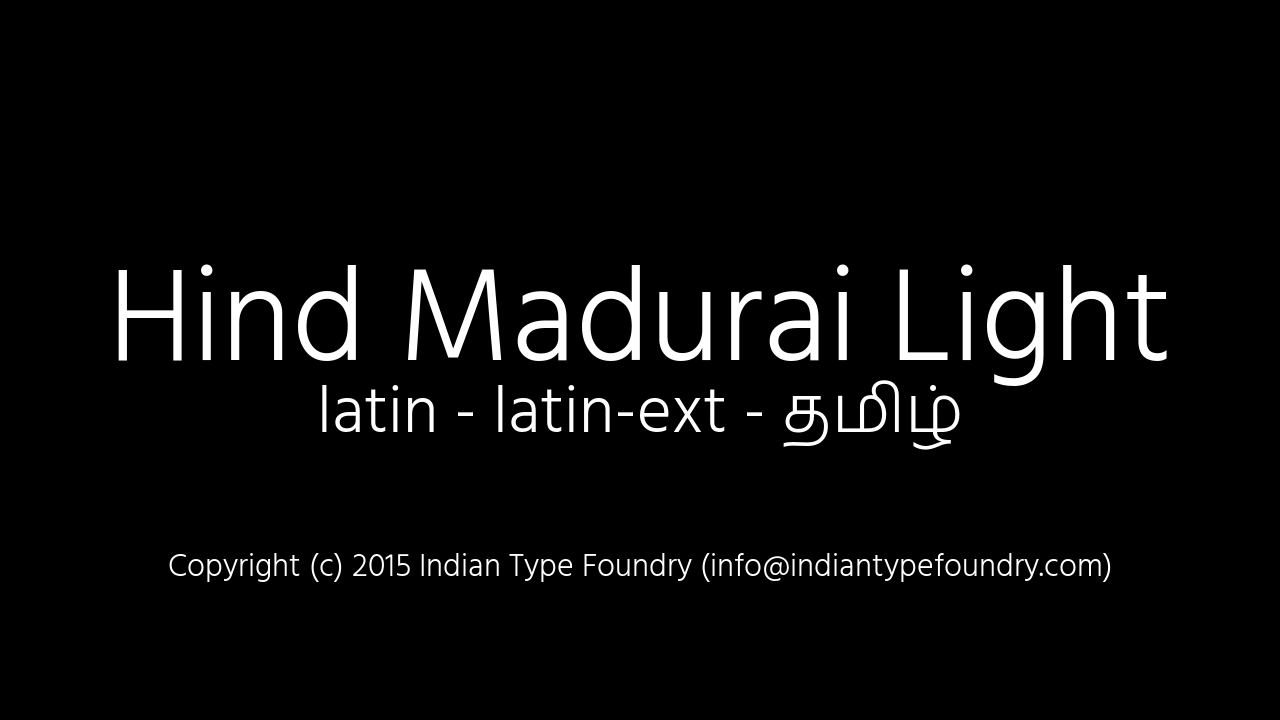 Hind Madurai Light
latin - latin-ext - தமிழ்
Copyright (c) 2015 Indian Type Foundry (info@indiantypefoundry.com)